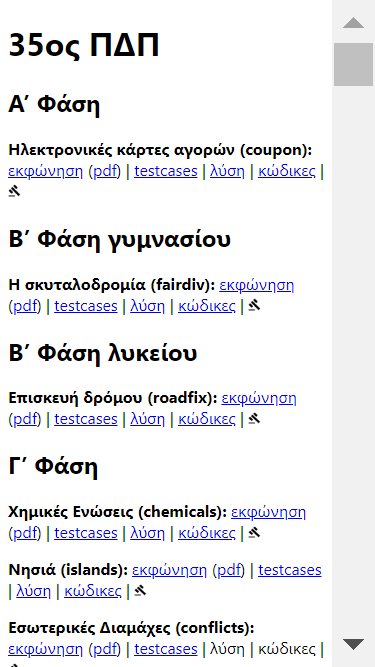 35ος ΠΔΠ
Α’ Φάση
Ηλεκτρονικές κάρτες αγορών (coupon):
εκφώνηση (pdf) | testcases | λύση | κώδικες |
Β’ Φάση γυμνασίου
Η σκυταλοδρομία (fairdiv): εκφώνηση
(pdf) | testcases | λύση | κώδικες |
Β’ Φάση λυκείου
Επισκευή δρόμου (roadfix): εκφώνηση
(pdf) | testcases | λύση | κώδικες |
Γ’ Φάση
Χημικές Ενώσεις (chemicals): εκφώνηση
(pdf) | testcases | λύση | κώδικες |
Νησιά (islands): εκφώνηση (pdf) | testcases
| λύση | κώδικες |
Εσωτερικές Διαμάχες (conflicts):
εκφώνηση (pdf) | testcases | λύση | κώδικες |